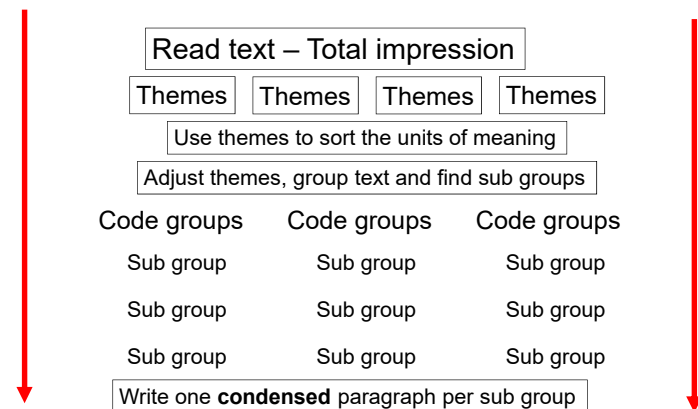 Read text – Total impression
Themes Themes Themes Themes
Use themes to sort the units of meaning
Adjust themes, group text and find sub groups
Code groups Code groups Code groups
Sub group Sub group Sub group
Sub group Sub group Sub group
Sub group Sub group Sub group
Write one condensed paragraph per sub group